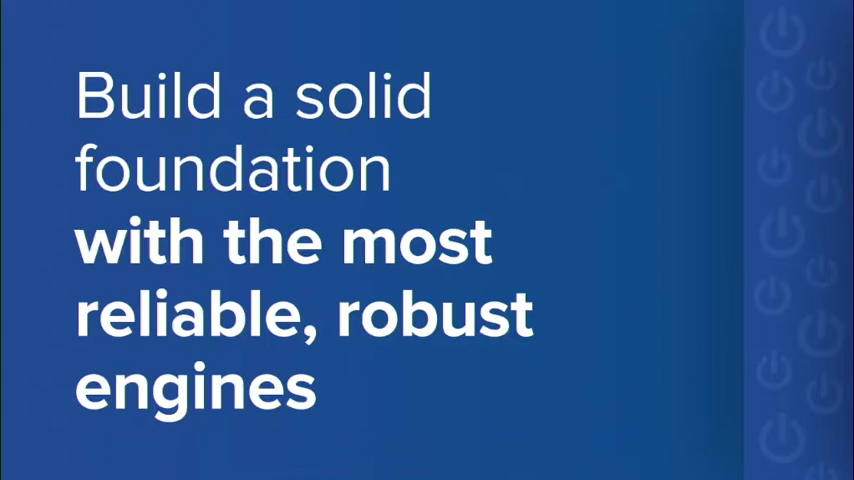 Build a solid
foundation
with the most
reliable, robust
engines